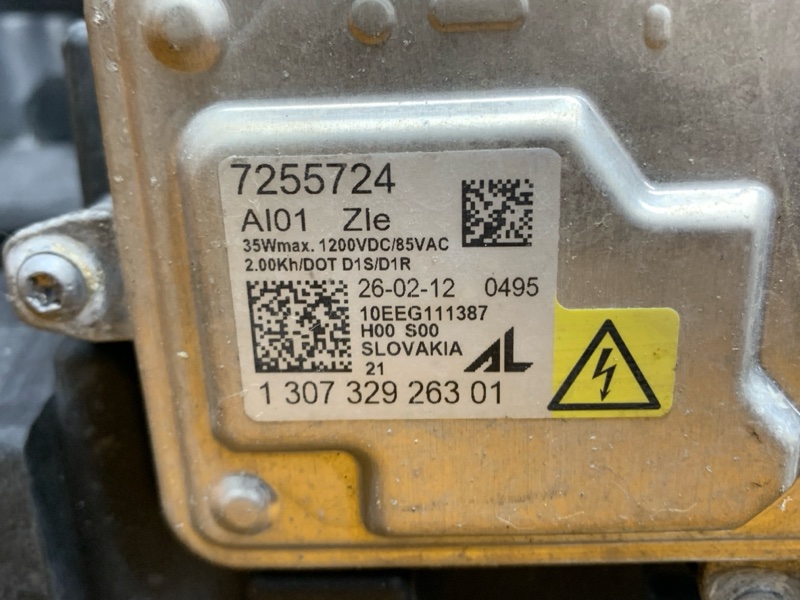 7255724
AI01 Zle
35Wmax. 1200VDC/85VAC
2.00Kh/DOT D1S/D1R
26-02-12 0495
10EEG111387
H00 S00
SLOVAKIA AL
21
1 307 329 263 01